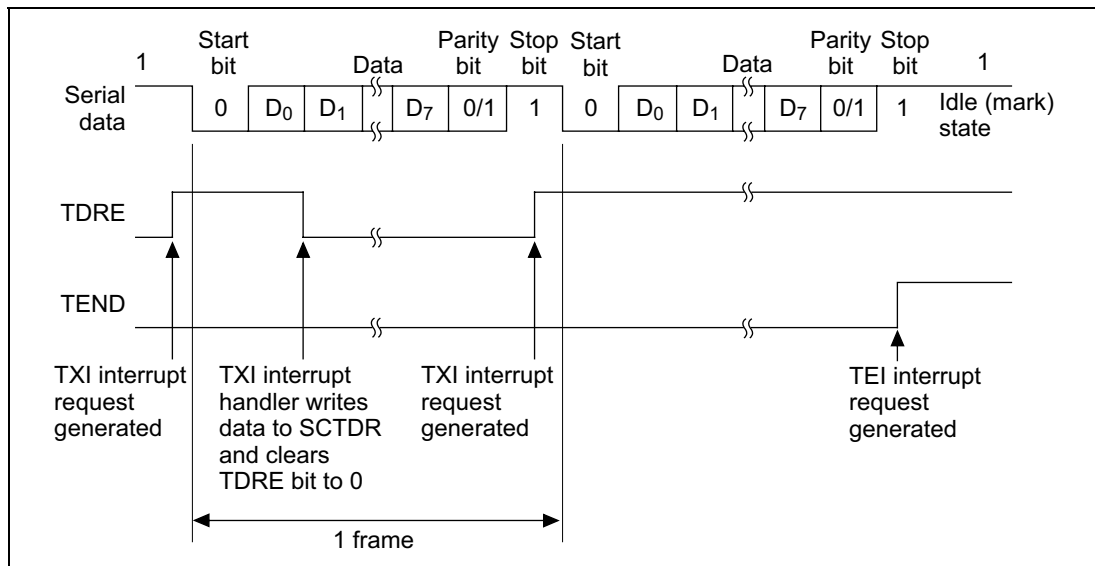 Start Parity Stop Start Parity Stop
1 bit Data bit bit bit Data bit bit 1
Serial data 0 D0 D1 D7 0/1 1 0 D0 D1 D7 0/1 1 Idle (mark) state
TDRE
TEND
TXI interrupt
request
generated
TXI interrupt
handler writes
data to SCTDR
and clears
TDRE bit to 0
TXI interrupt
request
generated
TEI interrupt
request
generated
1 frame